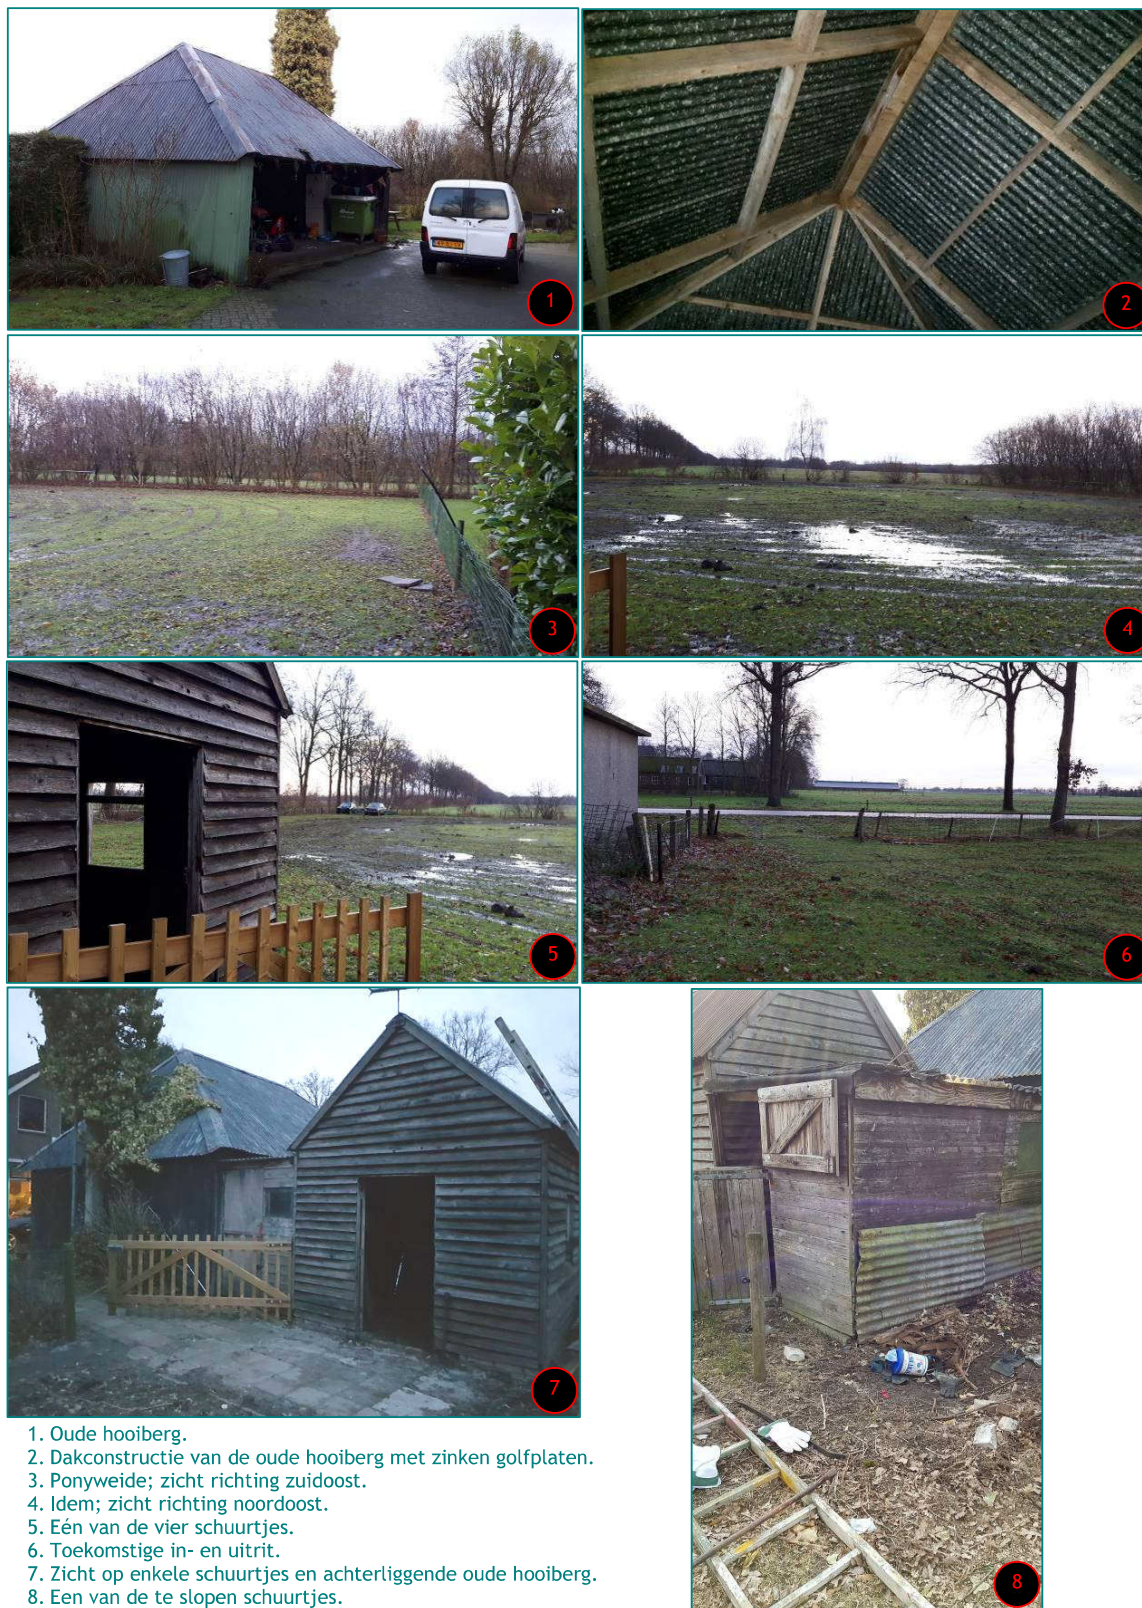 1
2
3
4
5
6
7
8
1. Oude hooiberg.
2. Dakconstructie van de oude hooiberg met zinken golfplaten.
3. Ponyweide; zicht richting zuidoost.
4. Idem; zicht richting noordoost.
5. Eén van de vier schuurtjes.
6. Toekomstige in- en uitrit.
7. Zicht op enkele schuurtjes en achterliggende oude hooiberg.
8. Een van de te slopen schuurtjes.